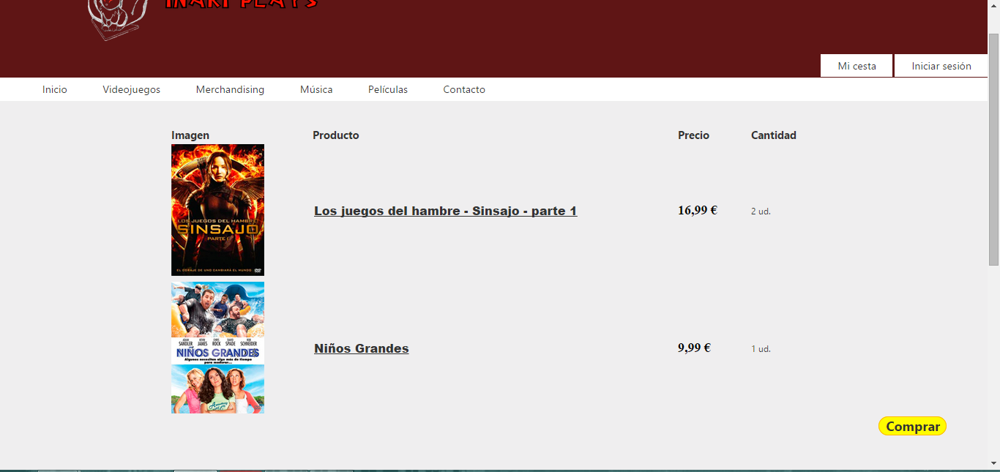 IÑAKI PLAYS
Mi cesta
Iniciar sesión
Inicio
Videojuegos
Merchandising
Música
Películas
Contacto
Imagen
Producto
Precio
Cantidad
LOS JUEGOS DEL HAMBRE
SINSAJO
PARTE 1
EL CORAJE DE UNO CAMBIARÁ EL MUNDO
DVD
Los juegos del hambre - Sinsajo - parte 1
16,99 €
2 ud.
ADAM SANDLER
KEVIN JAMES
CHRIS ROCK
DAVID SPADE
ROB SCHNEIDER
NIÑOS GRANDES
Algunos necesitan algo más de tiempo
para madurar...
Niños Grandes
9,99 €
1 ud.
Comprar